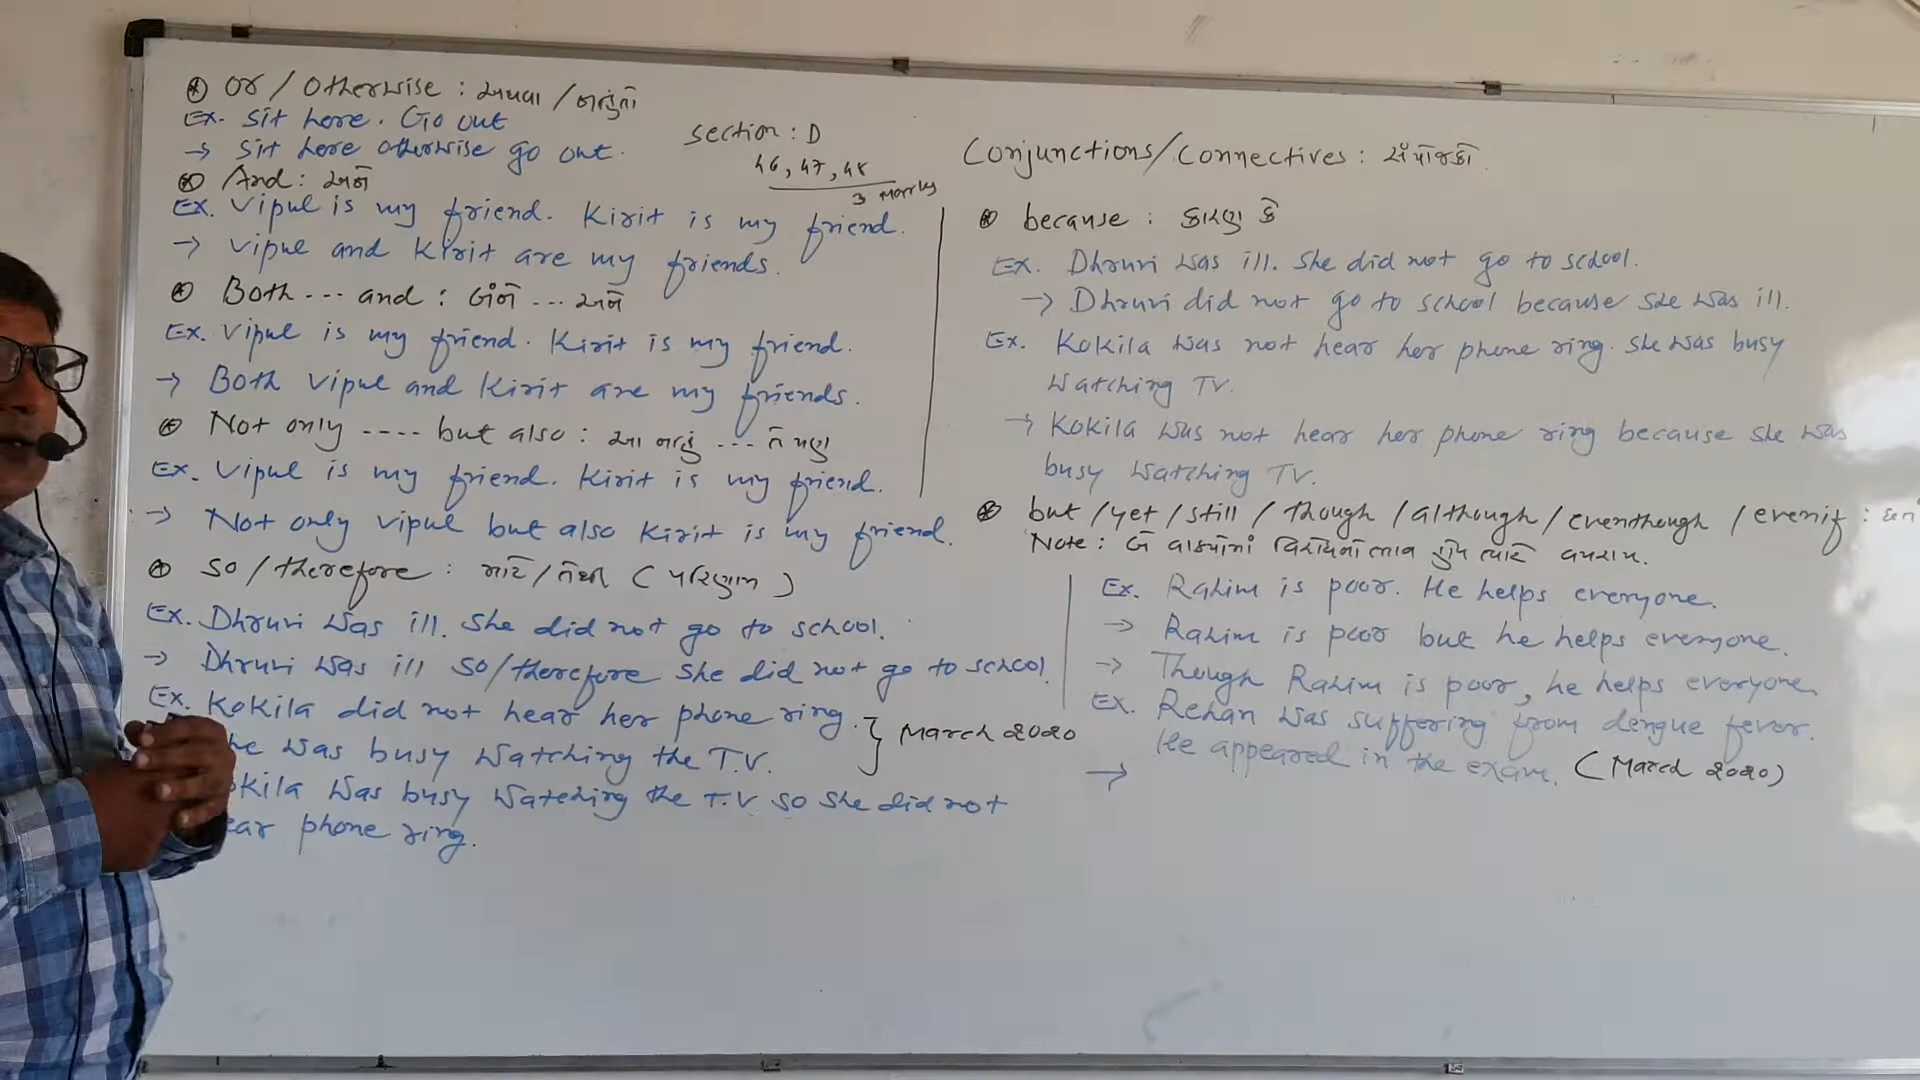 or / otherwise : અથવા / નહીંતો
Ex. Sit here. Go out
→ Sit here otherwise go out.
And : અને
Ex. Vipul is my friend. Kirit is my friend.
→ Vipul and Kirit are my friends.
Both --- and : બંને --- અને
Ex. Vipul is my friend. Kirit is my friend.
→ Both Vipul and Kirit are my friends.
Not only ---- but also : આ નહીં --- તે પણ
Ex. Vipul is my friend. Kirit is my friend.
→ Not only Vipul but also Kirit is my friend.
so / therefore : માટે / તેથી ( પરિણામ )
Ex. Dhruvi was ill. She did not go to school.
→ Dhruvi was ill so/therefore she did not go to school.
Ex. Kokila did not hear her phone ring.
he was busy watching the T.V.
} March 2020
kila was busy watching the T.V so she did not
ear phone ring.
Section : D
46, 47, 48
3 Marks
Conjunctions/Connectives : સંયોજકો.
because : કારણ કે
Ex. Dhruvi was ill. She did not go to school.
→ Dhruvi did not go to school because she was ill.
Ex. Kokila was not hear her phone ring. She was busy
watching TV.
→ Kokila was not hear her phone ring because she was
busy watching TV.
but / yet / still / though / although / eventhough / evenif :
Note : બે વાક્યોમાં વિરોધનો ભાવ હોય ત્યારે વપરાય.
Ex. Rahim is poor. He helps everyone.
→ Rahim is poor but he helps everyone.
→ Though Rahim is poor, he helps everyone.
Ex. Rehan was suffering from dengue fever.
He appeared in the exam. (March 2020)
→